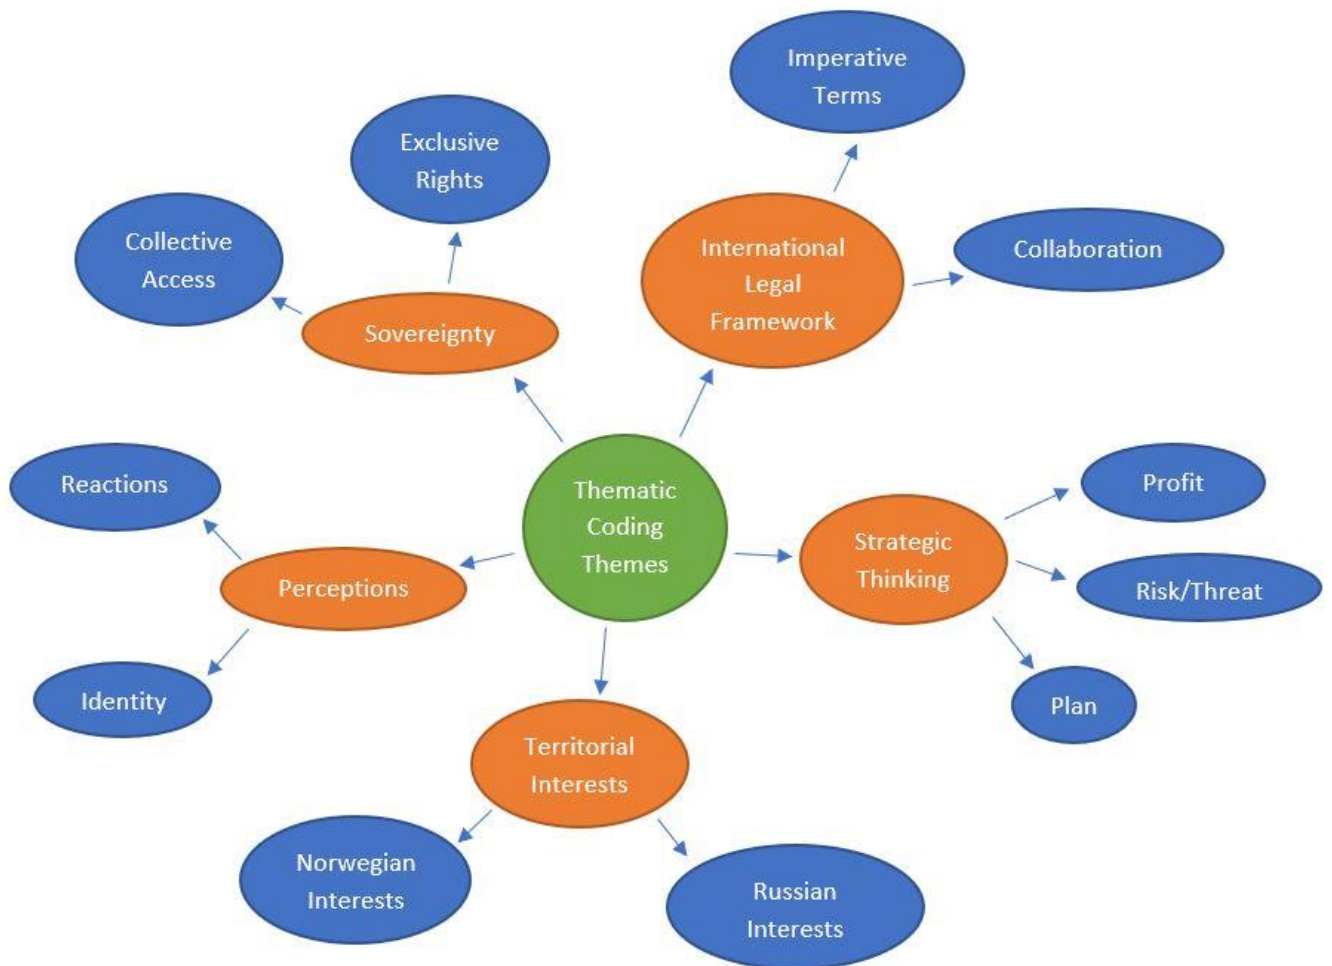 Imperative
Terms
Exclusive
Rights
Collective
Access
International
Legal
Framework
Collaboration
Sovereignty
Thematic
Coding
Themes
Reactions
Perceptions
Identity
Strategic
Thinking
Profit
Risk/Threat
Plan
Territorial
Interests
Norwegian
Interests
Russian
Interests